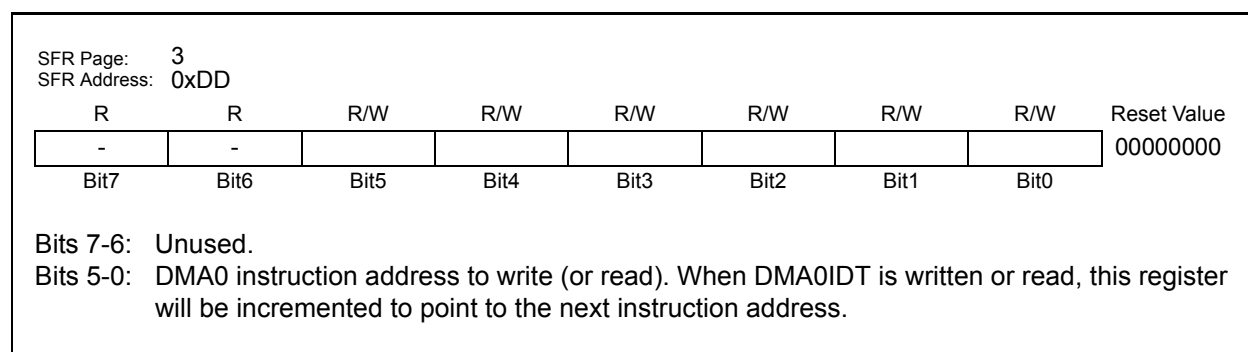 SFR Page: 3
SFR Address: 0xDD
R R R/W R/W R/W R/W R/W R/W Reset Value
- - 00000000
Bit7 Bit6 Bit5 Bit4 Bit3 Bit2 Bit1 Bit0
Bits 7-6: Unused.
Bits 5-0: DMA0 instruction address to write (or read). When DMA0IDT is written or read, this register
will be incremented to point to the next instruction address.